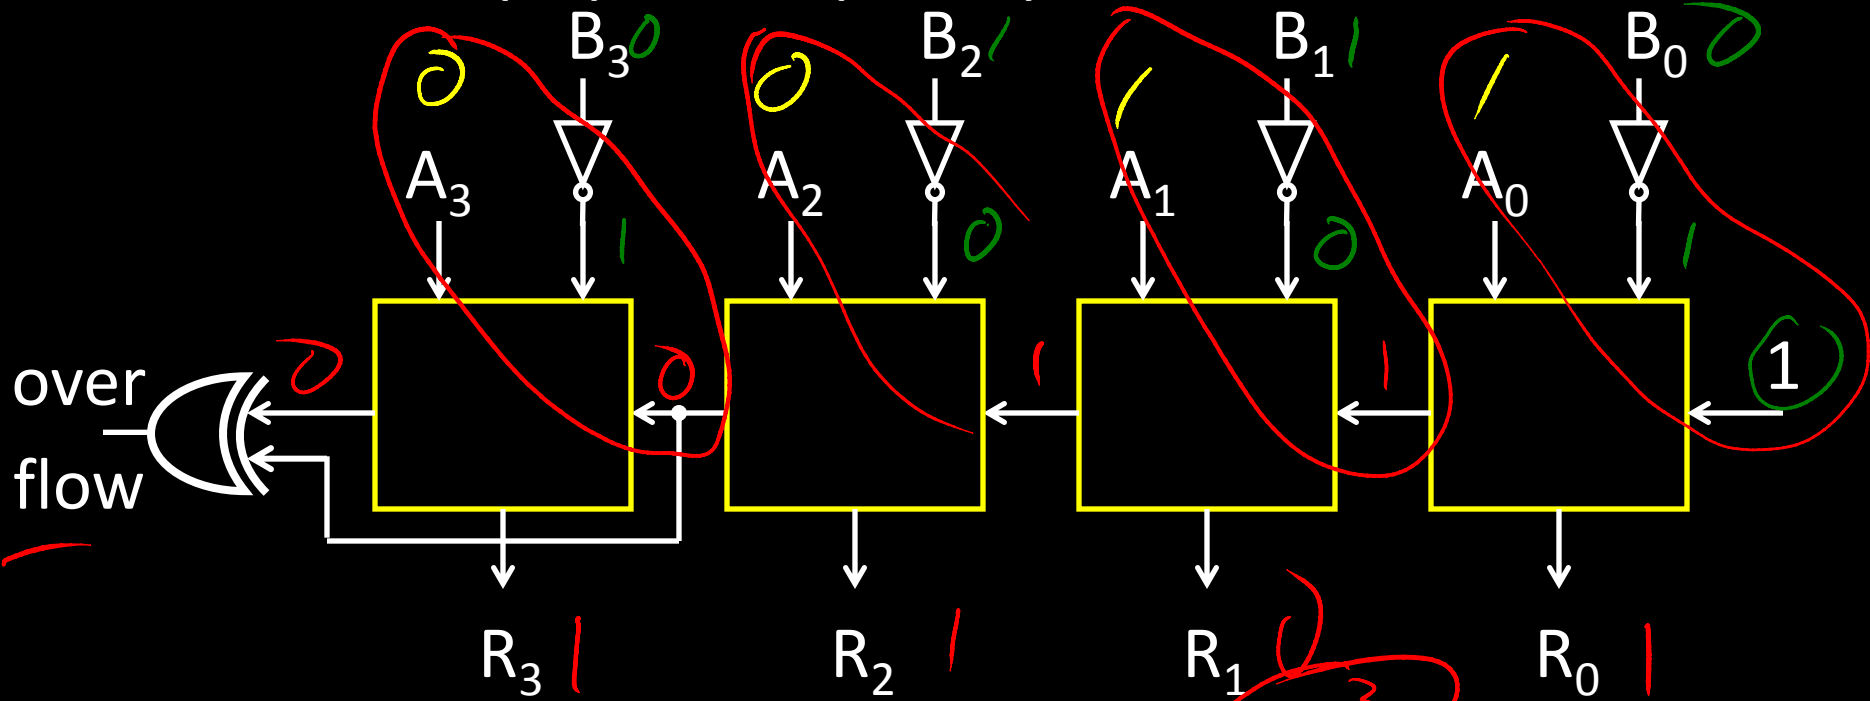 B₃ 0 B₂ 1 B₁ 1 B₀ 0
0 0 1 1
A₃ A₂ A₁ A₀
1 0 0 1
over 0 0 1 1 1
flow
R₃ 1 R₂ 1 R₁ 0 R₀ 1